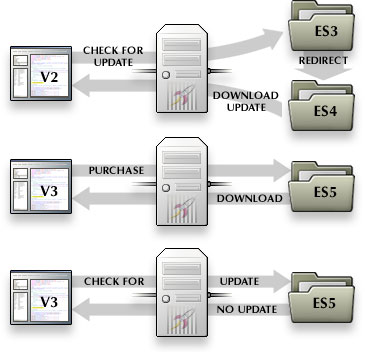 ES3
CHECK FOR
UPDATE
REDIRECT
V2
DOWNLOAD
UPDATE
ES4
PURCHASE
V3
DOWNLOAD
ES5
CHECK FOR
UPDATE
V3
NO UPDATE
ES5